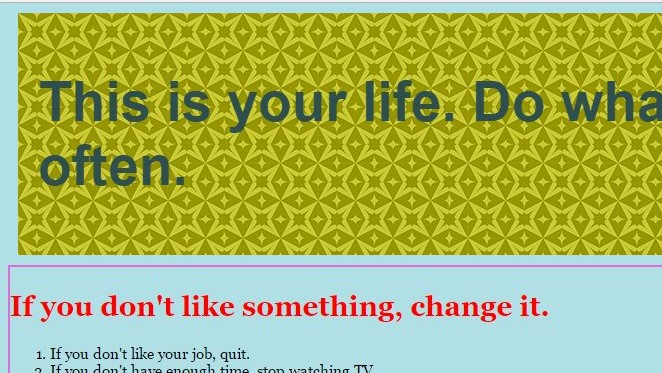 This is your life. Do wha
often.
If you don't like something, change it.
1. If you don't like your job, quit.
2. If you don't have enough time, stop watching TV.